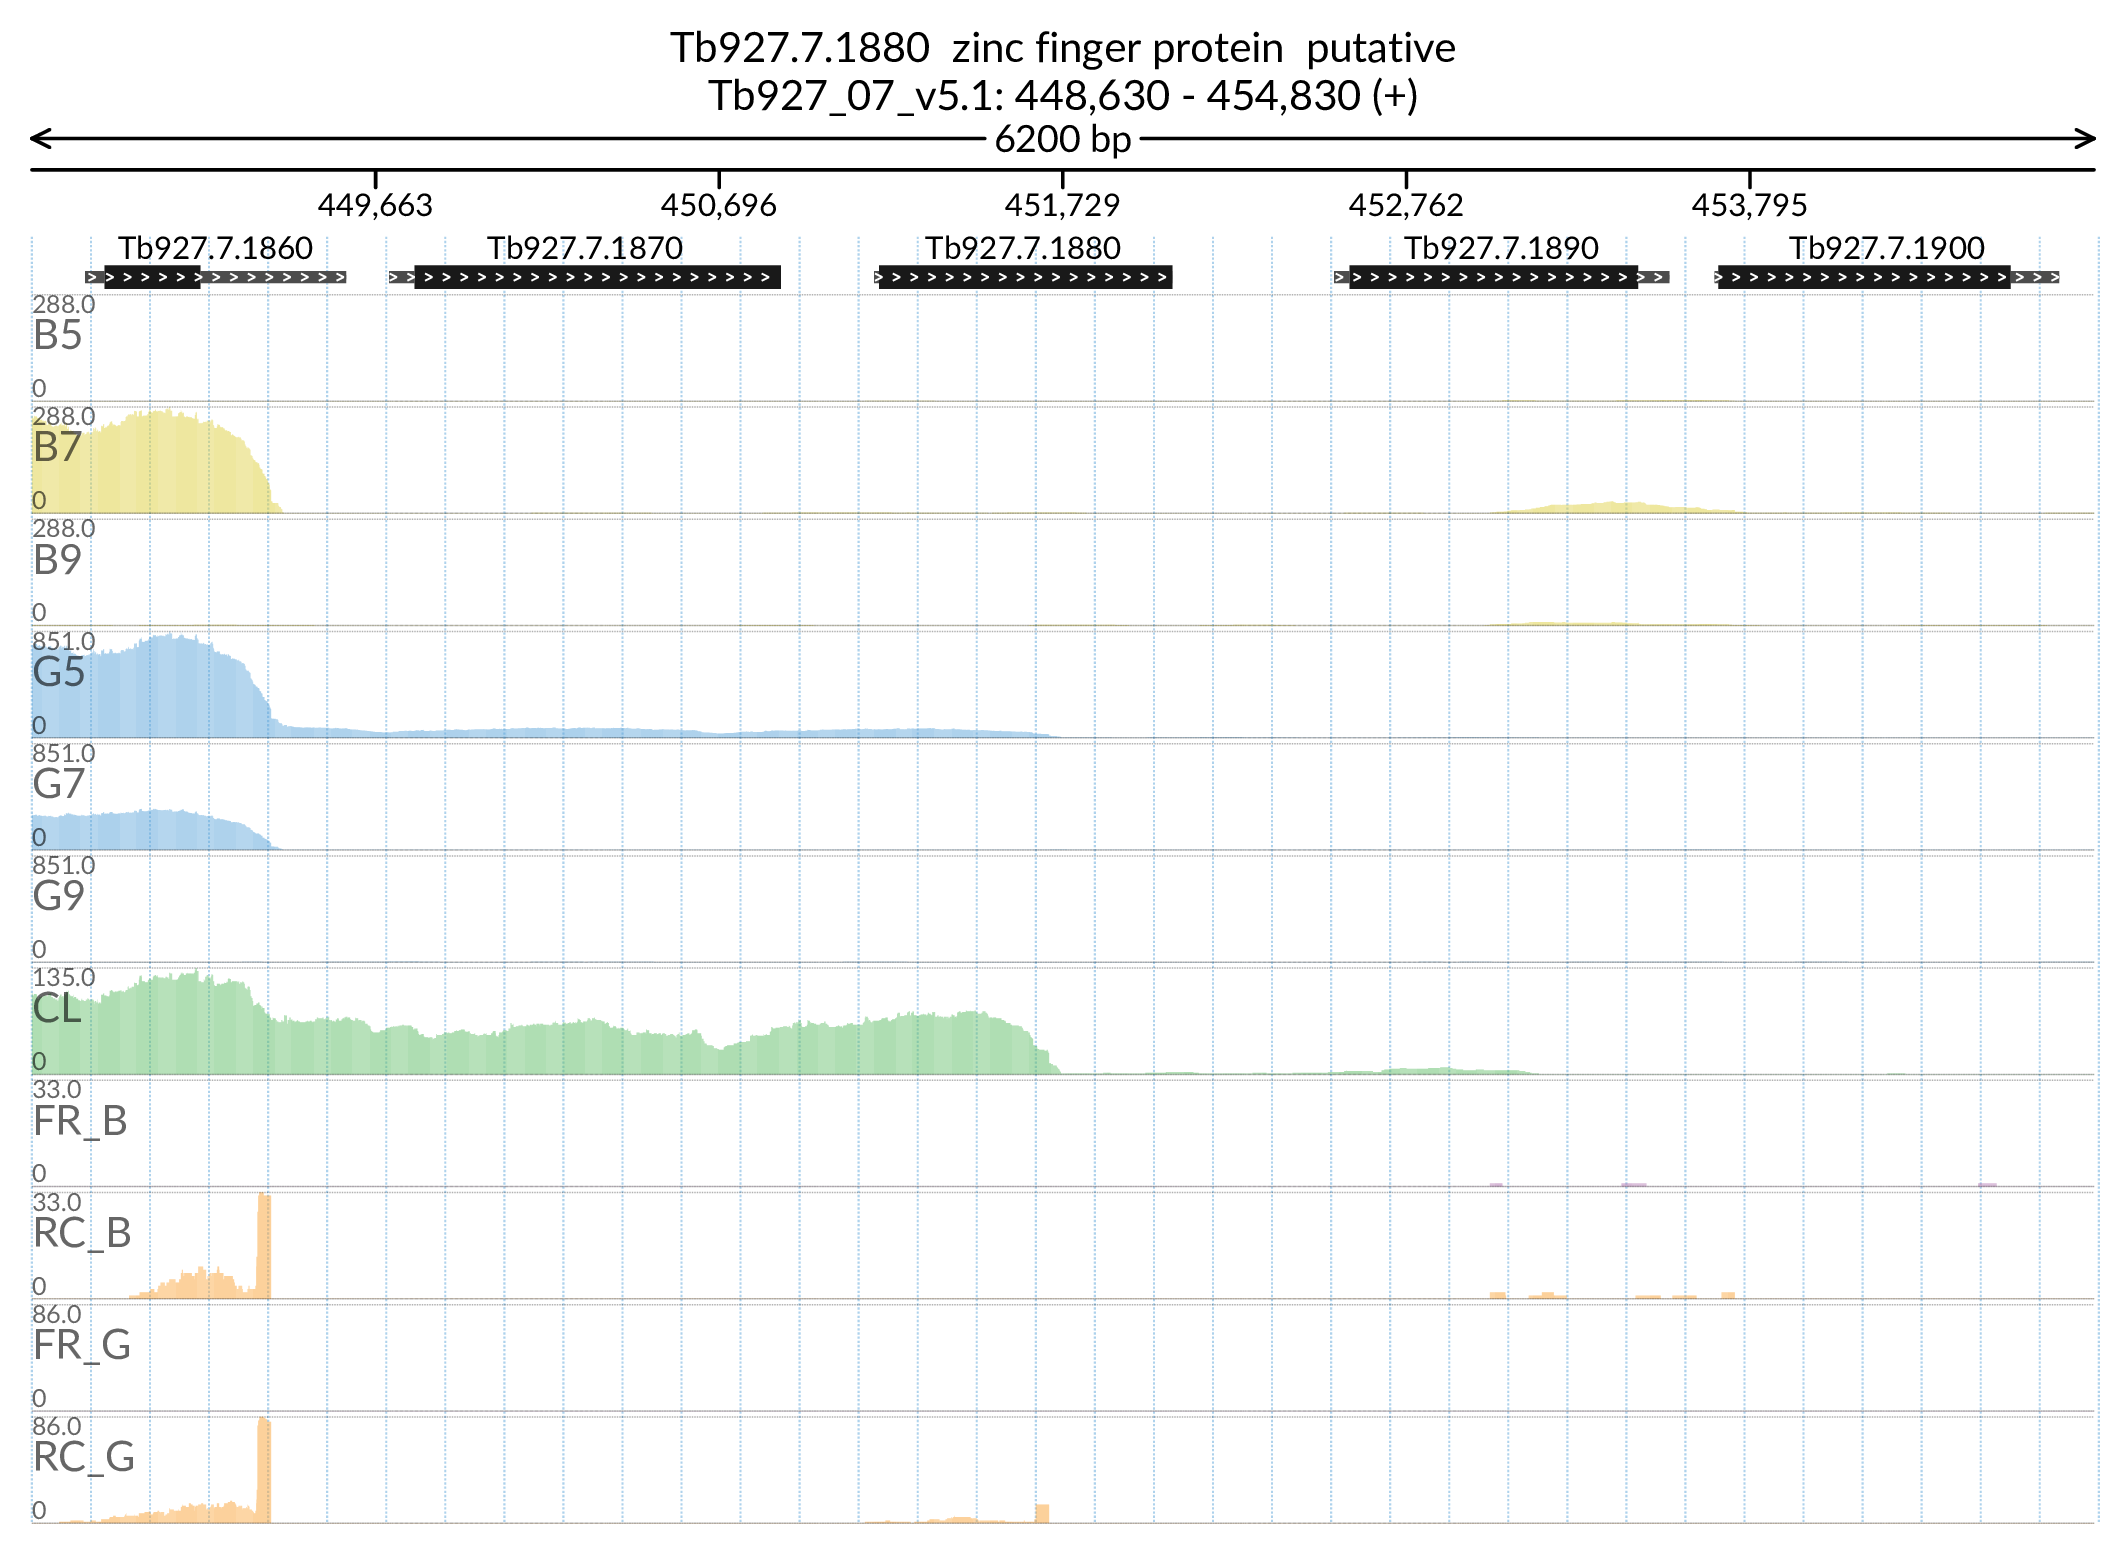 Tb927.7.1880  zinc finger protein  putative
Tb927_07_v5.1: 448,630 - 454,830 (+)
6200 bp
449,663 450,696 451,729 452,762 453,795
Tb927.7.1860 Tb927.7.1870 Tb927.7.1880 Tb927.7.1890 Tb927.7.1900
288.0
B5
0
288.0
B7
0
288.0
B9
0
851.0
G5
0
851.0
G7
0
851.0
G9
0
135.0
CL
0
33.0
FR_B
0
33.0
RC_B
0
86.0
FR_G
0
86.0
RC_G
0